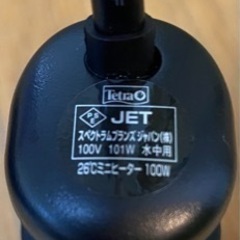 Tetra
PSE JET
スペクトラムブランズジャパン(株)
100V 101W 水中用
26℃ミニヒーター 100W